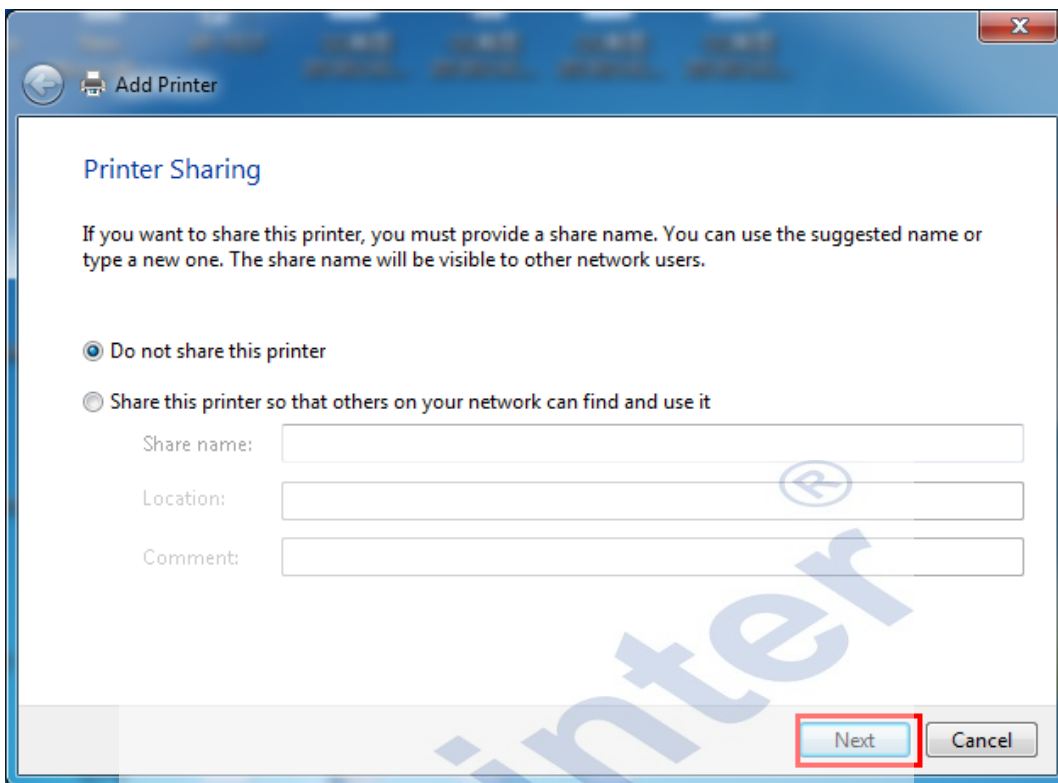 Add Printer
Printer Sharing
If you want to share this printer, you must provide a share name. You can use the suggested name or
type a new one. The share name will be visible to other network users.
Do not share this printer
Share this printer so that others on your network can find and use it
Share name:
Location:
Comment:
®
inter
Next
Cancel